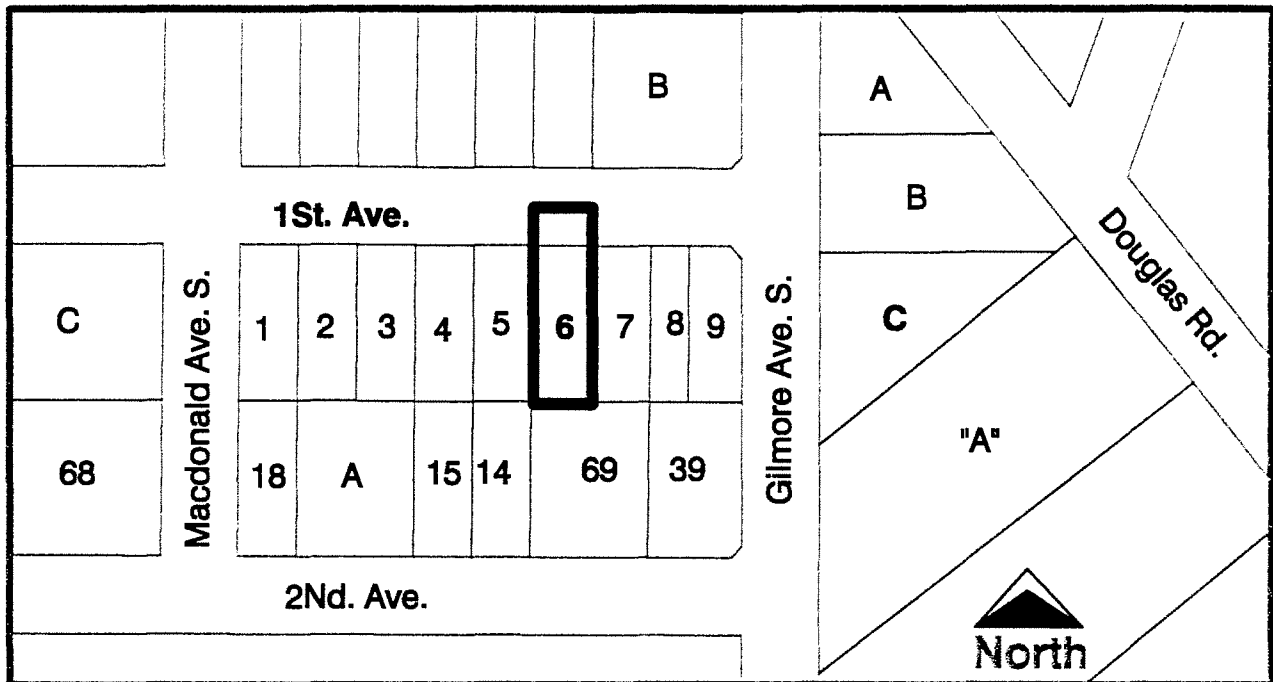 B
A
B
1St. Ave.
Douglas Rd.
C
Macdonald Ave. S.
1
2
3
4
5
6
7
8
9
Gilmore Ave. S.
C
68
18
A
15
14
69
39
"A"
2Nd. Ave.
North